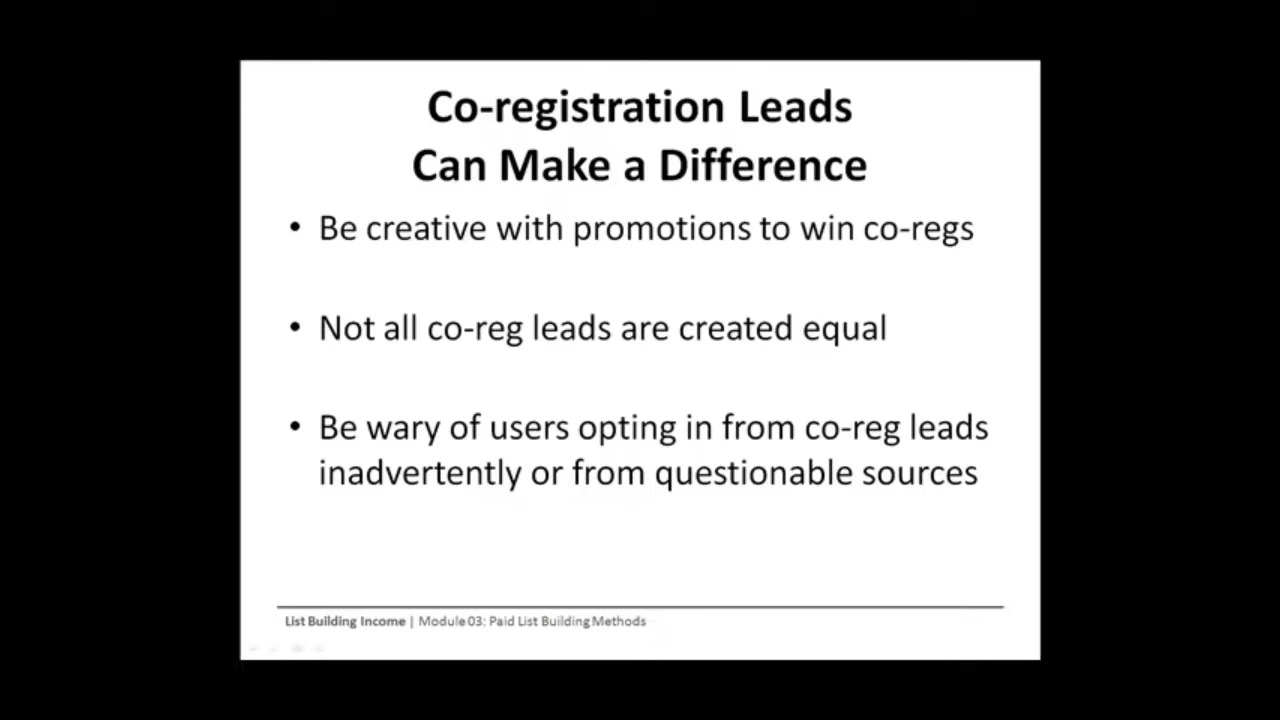 Co-registration Leads
Can Make a Difference
• Be creative with promotions to win co-regs
• Not all co-reg leads are created equal
• Be wary of users opting in from co-reg leads
inadvertently or from questionable sources
List Building Income | Module 03: Paid List Building Methods